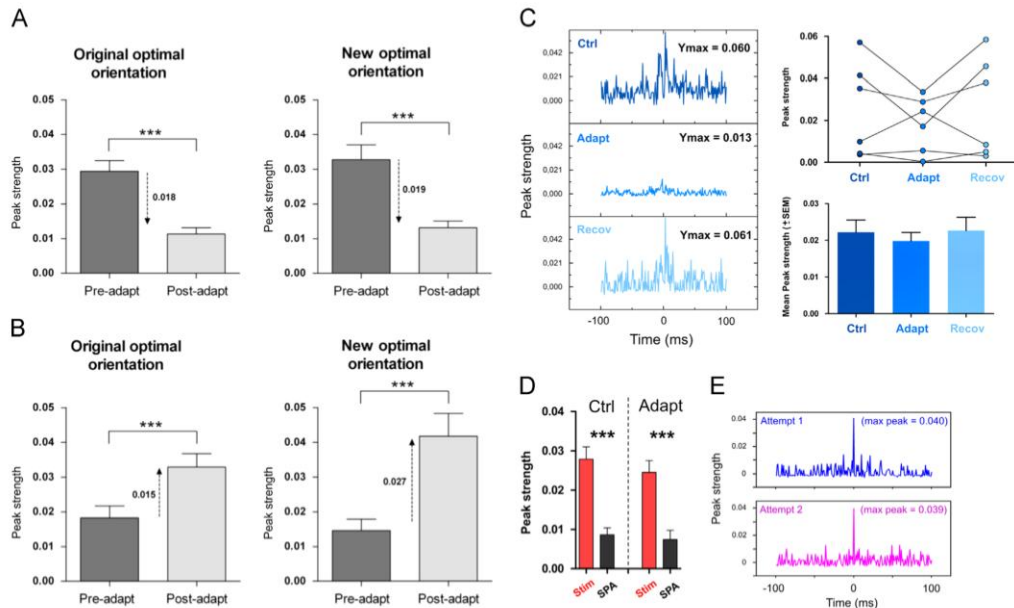 A
Original optimal
orientation
Peak strength
0.05
0.04
0.03
0.02
0.01
0.00
***
0.018
Pre-adapt
Post-adapt
New optimal
orientation
Peak strength
0.05
0.04
0.03
0.02
0.01
0.00
***
0.019
Pre-adapt
Post-adapt
B
Original optimal
orientation
Peak strength
0.05
0.04
0.03
0.02
0.01
0.00
***
0.015
Pre-adapt
Post-adapt
New optimal
orientation
Peak strength
0.05
0.04
0.03
0.02
0.01
0.00
***
0.027
Pre-adapt
Post-adapt
C
Ctrl
Ymax = 0.060
0,042
0,021
0,000
Adapt
Ymax = 0.013
0,042
0,021
0,000
Recov
Ymax = 0.061
0,042
0,021
0,000
-100
0
100
Time (ms)
Peak strength
0.06
0.04
0.02
0.00
Ctrl
Adapt
Recov
Mean Peak strength (±SEM)
0.03
0.02
0.01
0.00
Ctrl
Adapt
Recov
D
Ctrl
Adapt
Peak strength
0.04
0.03
0.02
0.01
0.00
***
***
Stim
SPA
Stim
SPA
E
Peak strength
Attempt 1
(max peak = 0.040)
0.04
0.02
0
Attempt 2
(max peak = 0.039)
0.04
0.02
0
-100
0
100
Time (ms)